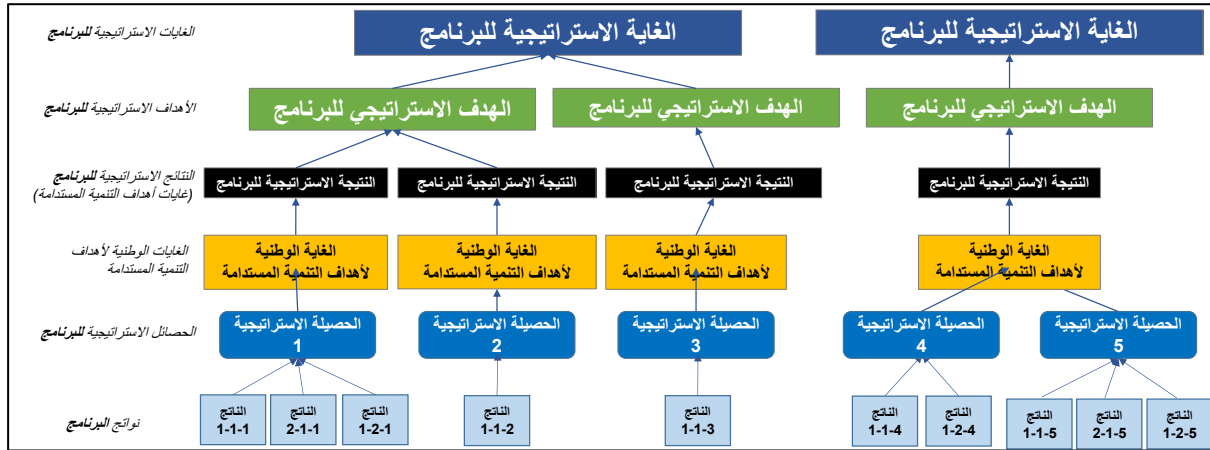 الغايات الاستراتيجية للبرنامج
الغاية الاستراتيجية للبرنامج
الغاية الاستراتيجية للبرنامج
الأهداف الاستراتيجية للبرنامج
الهدف الاستراتيجي للبرنامج
الهدف الاستراتيجي للبرنامج
الهدف الاستراتيجي للبرنامج
النتائج الاستراتيجية للبرنامج
(غايات أهداف التنمية المستدامة)
النتيجة الاستراتيجية للبرنامج
النتيجة الاستراتيجية للبرنامج
النتيجة الاستراتيجية للبرنامج
النتيجة الاستراتيجية للبرنامج
الغايات الوطنية لأهداف
التنمية المستدامة
الغاية الوطنية
لأهداف التنمية المستدامة
الغاية الوطنية
لأهداف التنمية المستدامة
الغاية الوطنية
لأهداف التنمية المستدامة
الغاية الوطنية
لأهداف التنمية المستدامة
الحصائل الاستراتيجية للبرنامج
الحصيلة الاستراتيجية
1
الحصيلة الاستراتيجية
2
الحصيلة الاستراتيجية
3
الحصيلة الاستراتيجية
4
الحصيلة الاستراتيجية
5
نواتج البرنامج
الناتج
1-1-1
الناتج
2-1-1
الناتج
1-2-1
الناتج
1-1-2
الناتج
1-1-3
الناتج
1-1-4
الناتج
1-2-4
الناتج
1-1-5
الناتج
2-1-5
الناتج
1-2-5